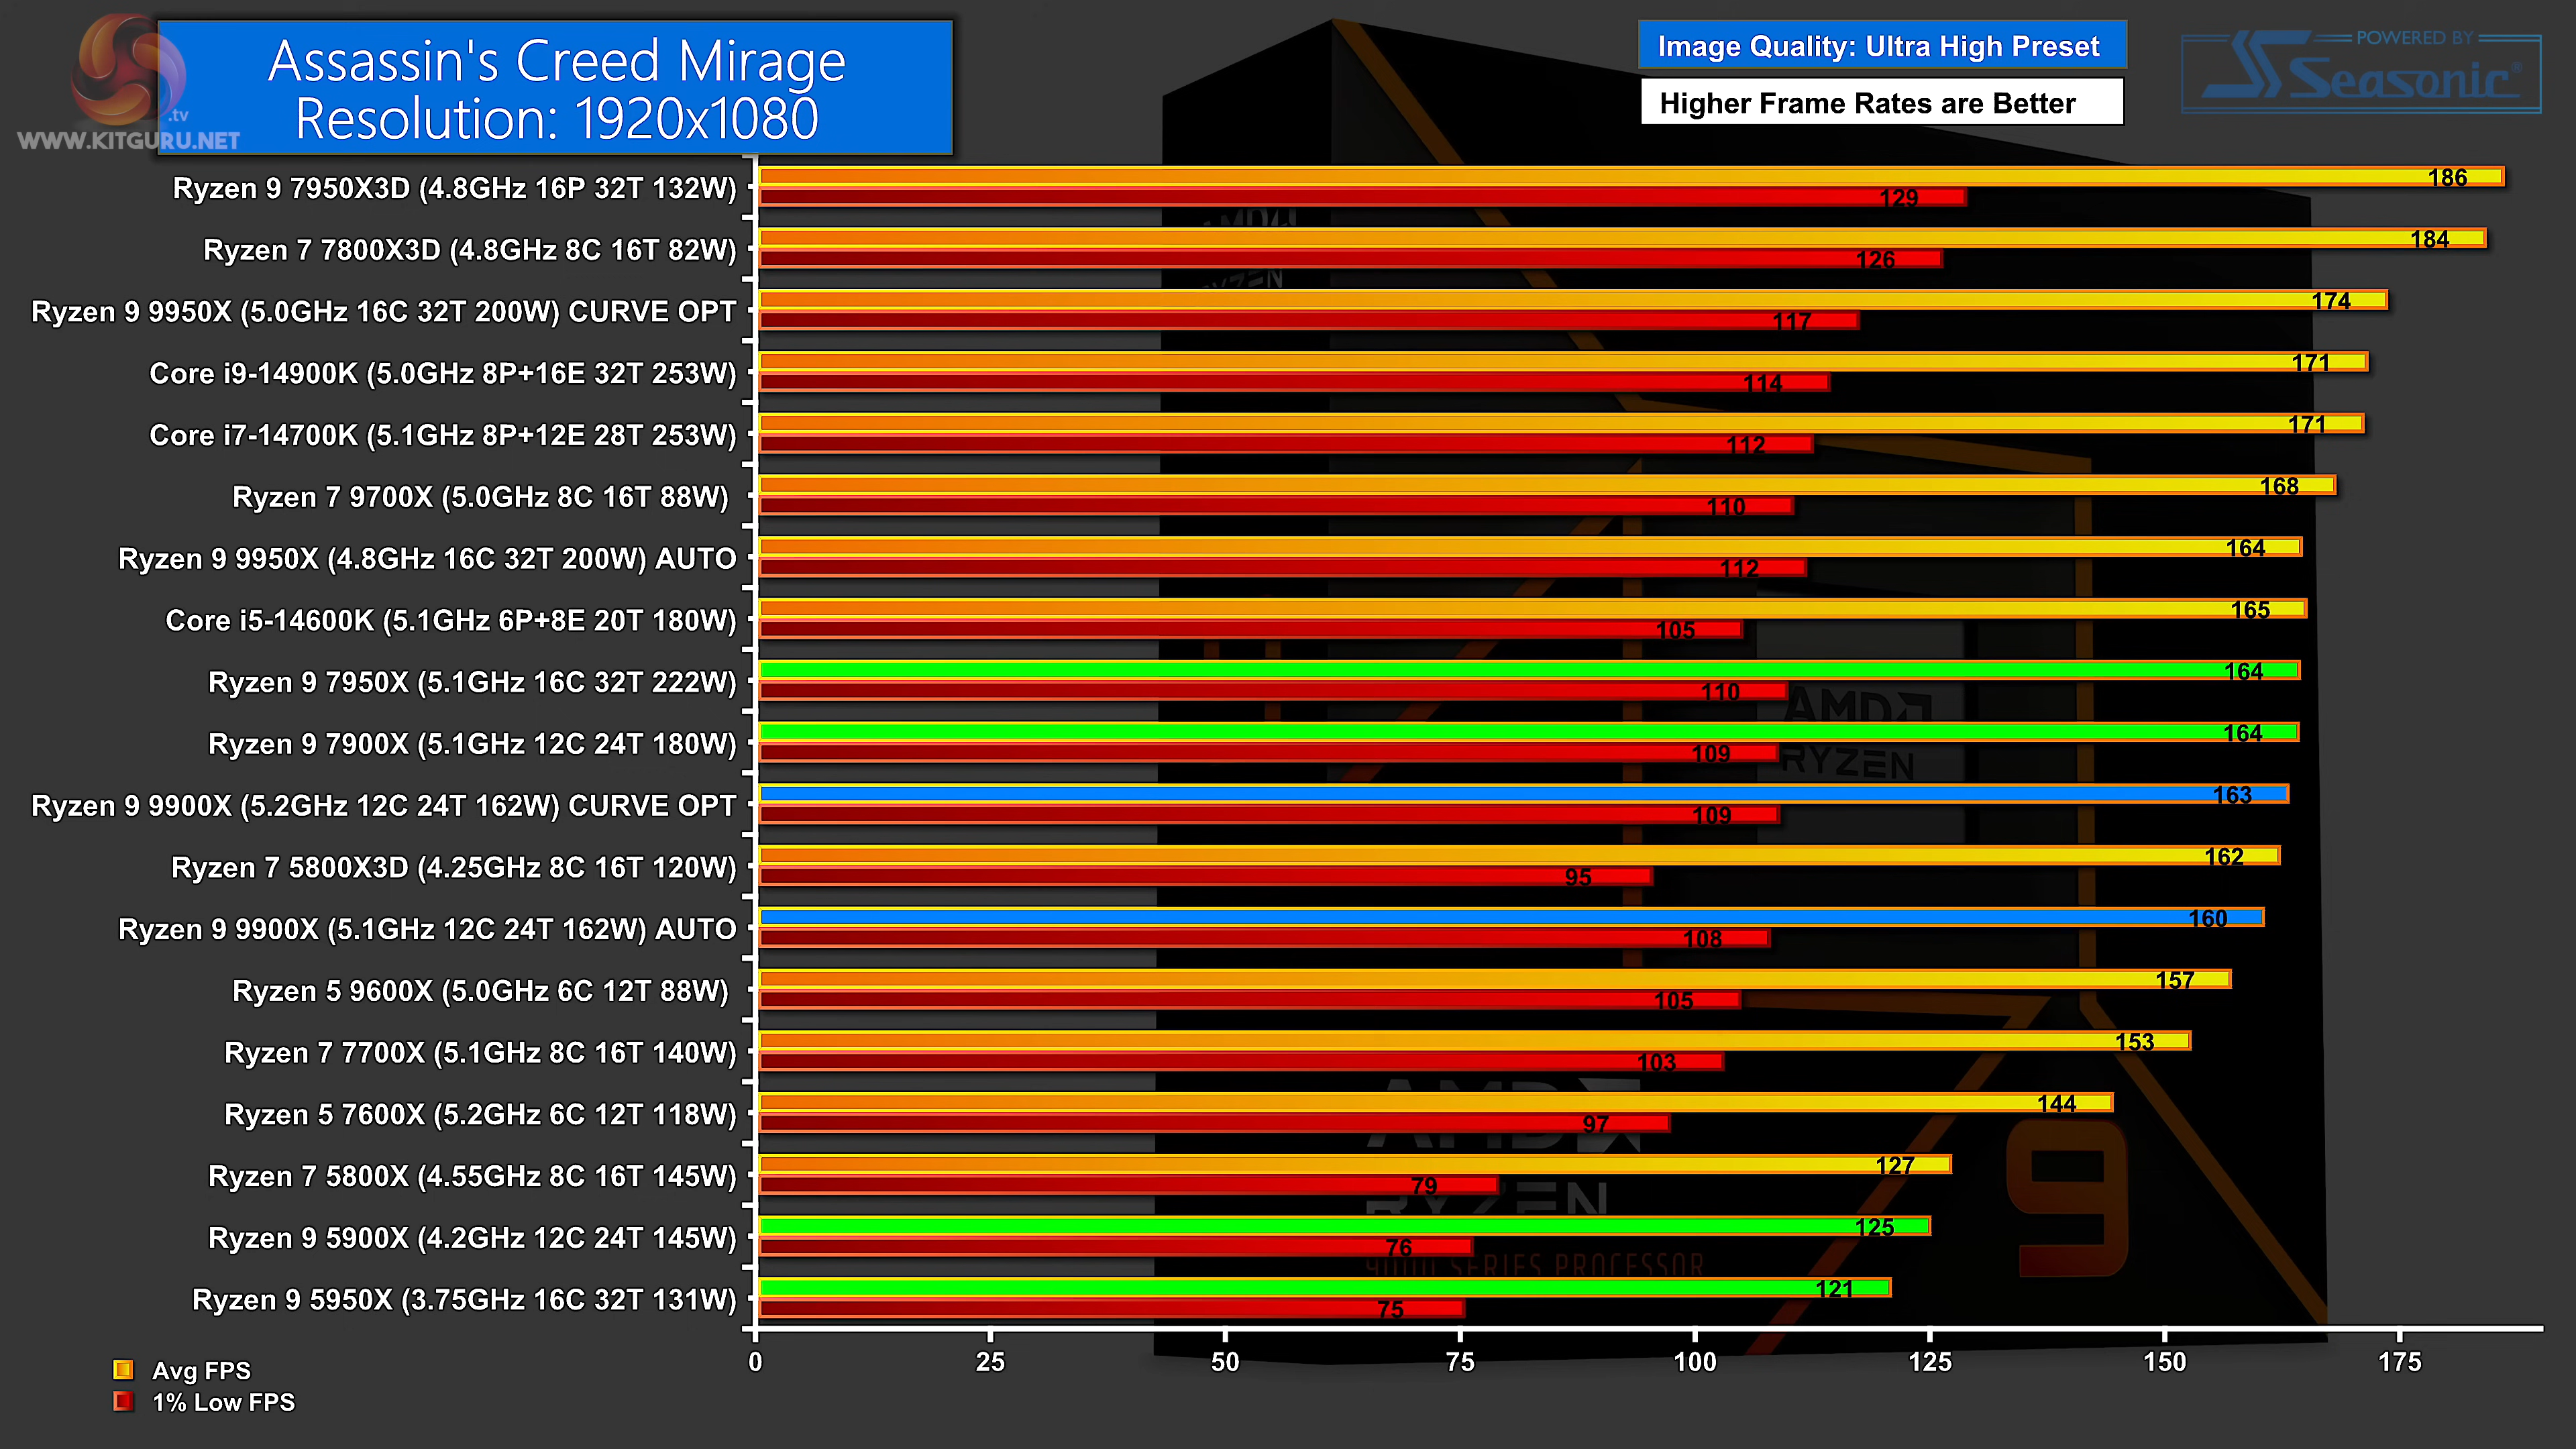 Assassin's Creed Mirage
Resolution: 1920x1080
.tv
WWW.KITGURU.NET
Image Quality: Ultra High Preset
Higher Frame Rates are Better
POWERED BY
Seasonic®
Ryzen 9 7950X3D (4.8GHz 16P 32T 132W)
186
129
Ryzen 7 7800X3D (4.8GHz 8C 16T 82W)
184
126
Ryzen 9 9950X (5.0GHz 16C 32T 200W) CURVE OPT
174
117
Core i9-14900K (5.0GHz 8P+16E 32T 253W)
171
114
Core i7-14700K (5.1GHz 8P+12E 28T 253W)
171
112
Ryzen 7 9700X (5.0GHz 8C 16T 88W)
168
110
Ryzen 9 9950X (4.8GHz 16C 32T 200W) AUTO
164
112
Core i5-14600K (5.1GHz 6P+8E 20T 180W)
165
105
Ryzen 9 7950X (5.1GHz 16C 32T 222W)
164
110
Ryzen 9 7900X (5.1GHz 12C 24T 180W)
164
109
Ryzen 9 9900X (5.2GHz 12C 24T 162W) CURVE OPT
163
109
Ryzen 7 5800X3D (4.25GHz 8C 16T 120W)
162
95
Ryzen 9 9900X (5.1GHz 12C 24T 162W) AUTO
160
108
Ryzen 5 9600X (5.0GHz 6C 12T 88W)
157
105
Ryzen 7 7700X (5.1GHz 8C 16T 140W)
153
103
Ryzen 5 7600X (5.2GHz 6C 12T 118W)
144
97
Ryzen 7 5800X (4.55GHz 8C 16T 145W)
127
79
Ryzen 9 5900X (4.2GHz 12C 24T 145W)
125
76
Ryzen 9 5950X (3.75GHz 16C 32T 131W)
121
75
0 25 50 75 100 125 150 175
Avg FPS
1% Low FPS
AMD
RYZEN
AMD
RYZEN
9000 SERIES PROCESSOR
9